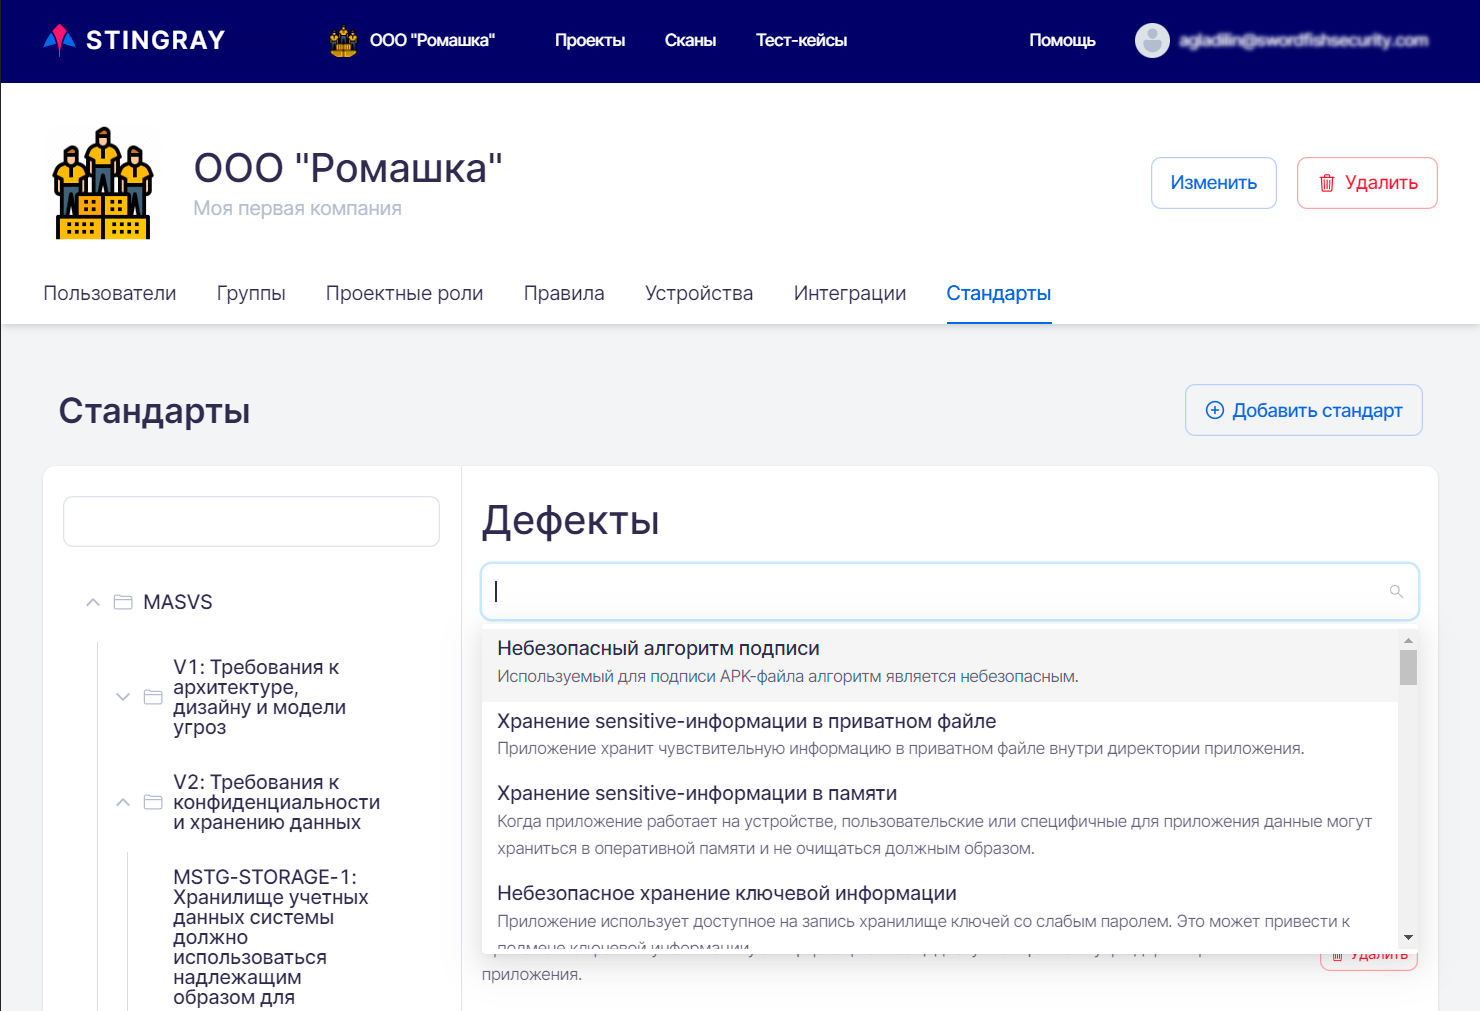 STINGRAY
ООО "Ромашка"
Проекты
Сканы
Тест-кейсы
Помощь
agladilin@swordfishsecurity.com
ООО "Ромашка"
Моя первая компания
Изменить
Удалить
Пользователи
Группы
Проектные роли
Правила
Устройства
Интеграции
Стандарты
Стандарты
Добавить стандарт
MASVS
V1: Требования к
архитектуре,
дизайну и модели
угроз
V2: Требования к
конфиденциальности
и хранению данных
MSTG-STORAGE-1:
Хранилище учетных
данных системы
должно
использоваться
надлежащим
образом для
Дефекты
Небезопасный алгоритм подписи
Используемый для подписи APK-файла алгоритм является небезопасным.
Хранение sensitive-информации в приватном файле
Приложение хранит чувствительную информацию в приватном файле внутри директории приложения.
Хранение sensitive-информации в памяти
Когда приложение работает на устройстве, пользовательские или специфичные для приложения данные могут
храниться в оперативной памяти и не очищаться должным образом.
Небезопасное хранение ключевой информации
Приложение использует доступное на запись хранилище ключей со слабым паролем. Это может привести к
подмене ключевой информации.
Удалить
приложения.